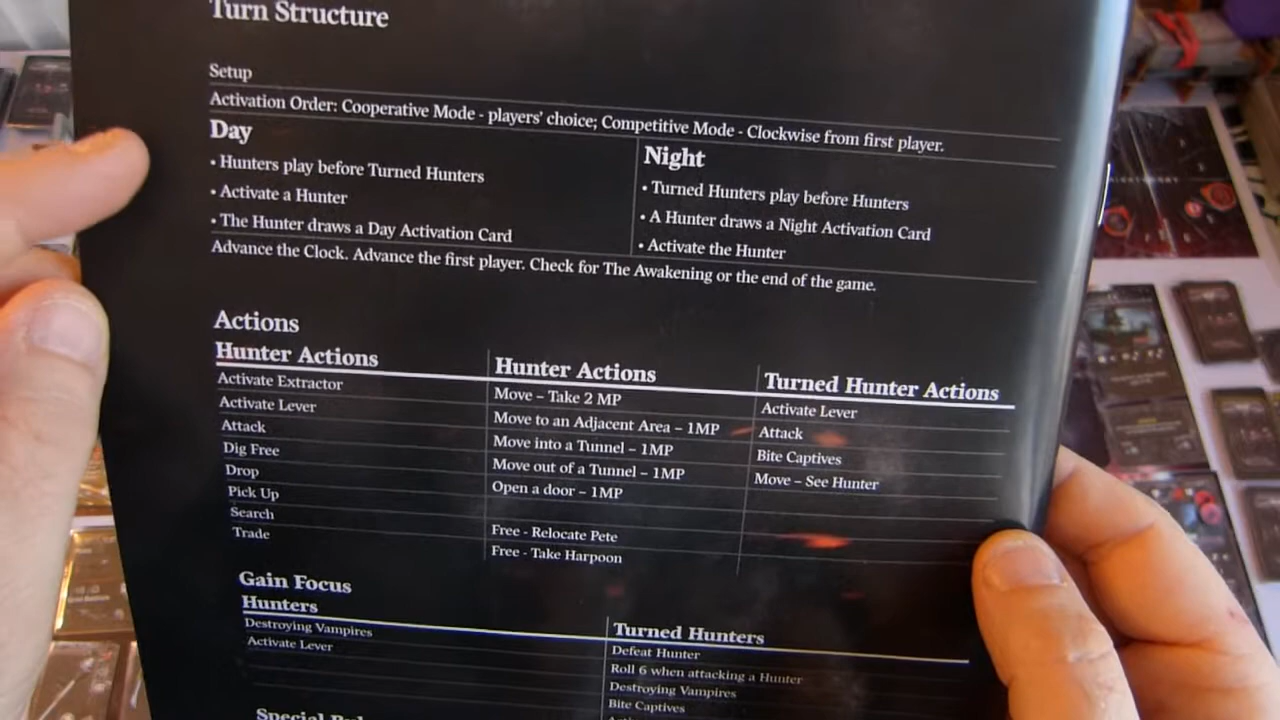 Turn Structure
Setup
Activation Order: Cooperative Mode - players' choice; Competitive Mode - Clockwise from first player.
Day
• Hunters play before Turned Hunters
• Activate a Hunter
• The Hunter draws a Day Activation Card
Night
• Turned Hunters play before Hunters
• A Hunter draws a Night Activation Card
• Activate the Hunter
Advance the Clock. Advance the first player. Check for The Awakening or the end of the game.
Actions
Hunter Actions
Activate Extractor
Activate Lever
Attack
Dig Free
Drop
Pick Up
Search
Trade
Hunter Actions
Move – Take 2 MP
Move to an Adjacent Area – 1MP
Move into a Tunnel – 1MP
Move out of a Tunnel – 1MP
Open a door – 1MP
Free - Relocate Pete
Free - Take Harpoon
Turned Hunter Actions
Activate Lever
Attack
Bite Captives
Move – See Hunter
Gain Focus
Hunters
Destroying Vampires
Activate Lever
Turned Hunters
Defeat Hunter
Roll 6 when attacking a Hunter
Destroying Vampires
Bite Captives
Special